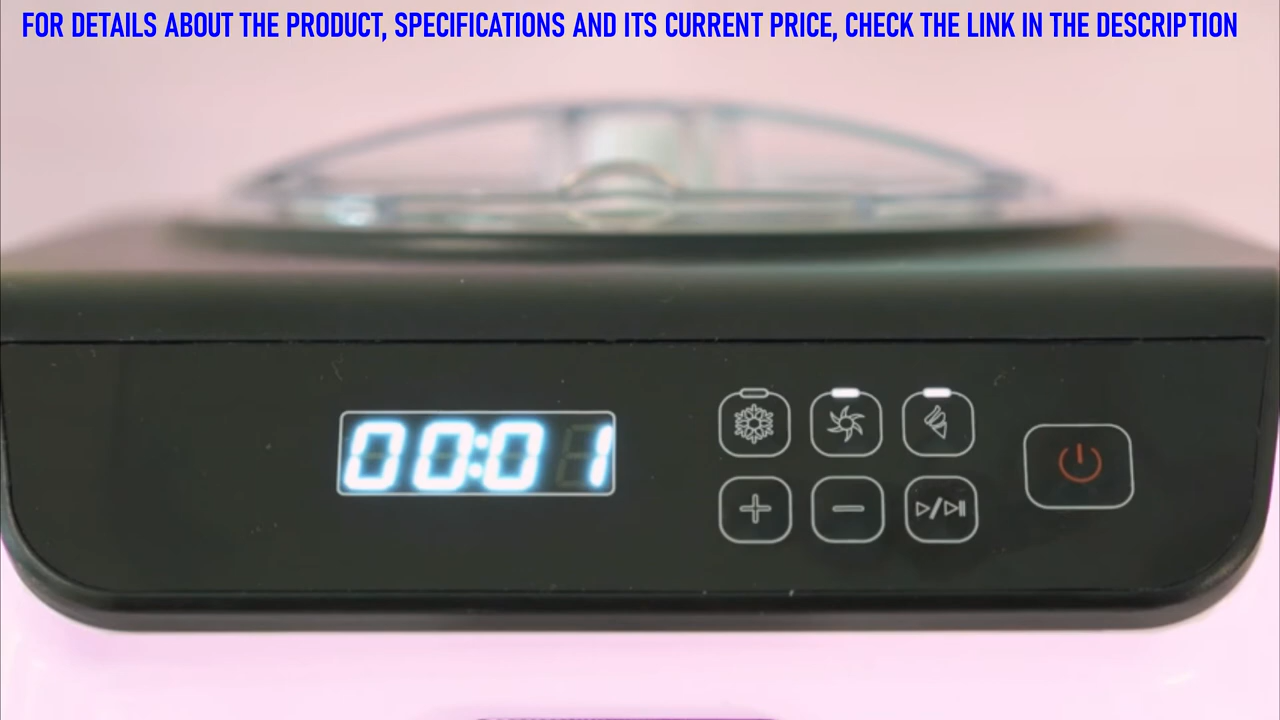 FOR DETAILS ABOUT THE PRODUCT, SPECIFICATIONS AND ITS CURRENT PRICE, CHECK THE LINK IN THE DESCRIPTION
00:01